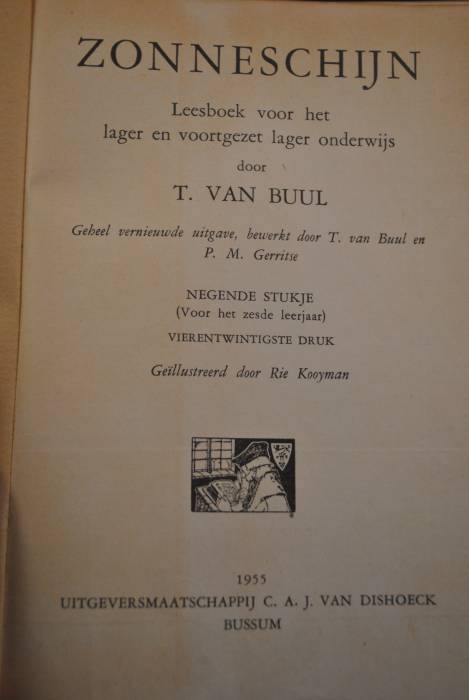 ZONNESCHIJN
Leesboek voor het
lager en voortgezet lager onderwijs
door
T. VAN BUUL
Geheel vernieuwde uitgave, bewerkt door T. van Buul en
P. M. Gerritse
NEGENDE STUKJE
(Voor het zesde leerjaar)
VIERENTWINTIGSTE DRUK
Geïllustreerd door Rie Kooyman
1955
UITGEVERSMAATSCHAPPIJ C. A. J. VAN DISHOECK
BUSSUM